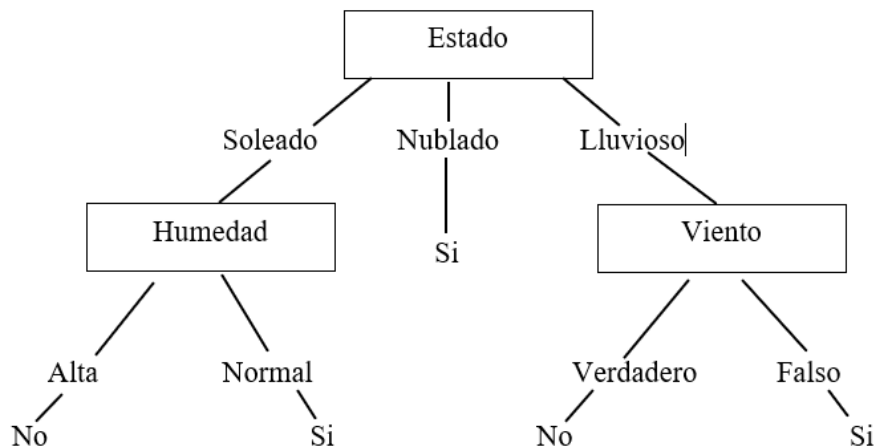 Estado
Soleado Nublado Lluvioso
Humedad Si Viento
Alta Normal Verdadero Falso
No Si No Si